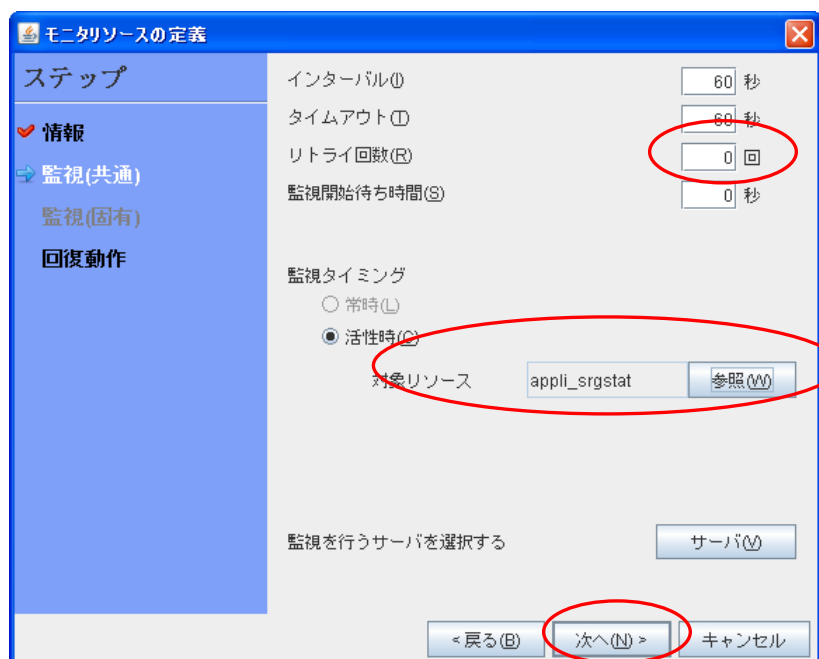 モニタリソースの定義
ステップ
情報
監視(共通)
監視(固有)
回復動作
インターバル(I) 60 秒
タイムアウト(T) 60 秒
リトライ回数(R) 0 回
監視開始待ち時間(S) 0 秒
監視タイミング
常時(L)
活性時(C)
対象リソース appli_srgstat 参照(W)
監視を行うサーバを選択する サーバ(V)
<戻る(B) 次へ(N)> キャンセル